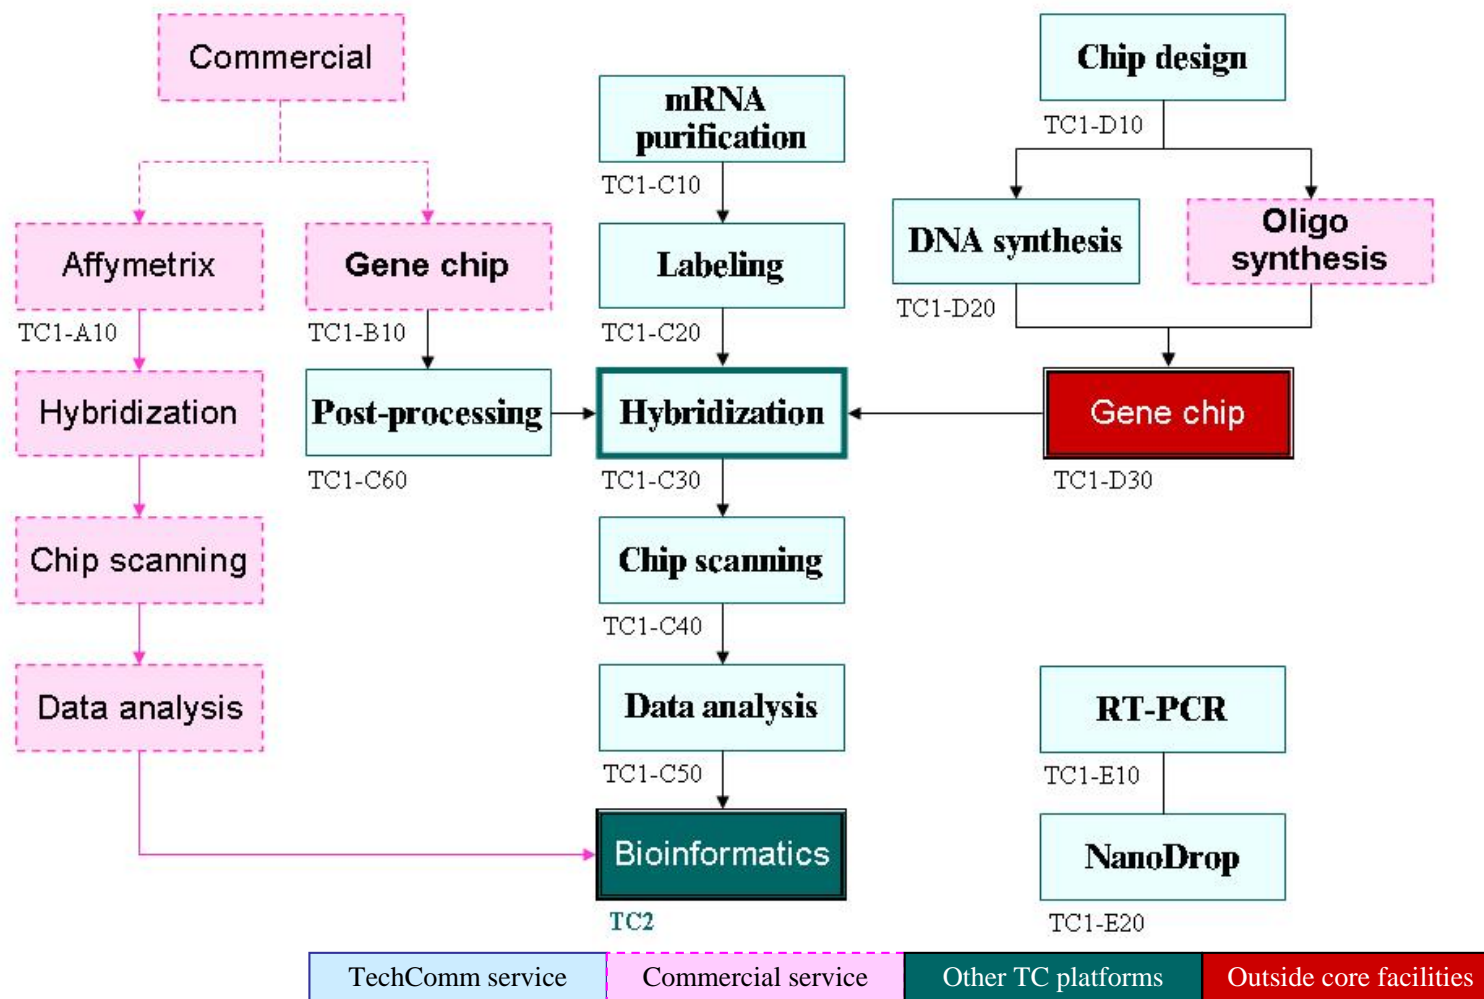 Commercial
Affymetrix
TC1-A10
Hybridization
Chip scanning
Data analysis
Gene chip
TC1-B10
Post-processing
TC1-C60
mRNA
purification
TC1-C10
Labeling
TC1-C20
Hybridization
TC1-C30
Chip scanning
TC1-C40
Data analysis
TC1-C50
Bioinformatics
TC2
Chip design
TC1-D10
DNA synthesis
TC1-D20
Oligo
synthesis
Gene chip
TC1-D30
RT-PCR
TC1-E10
NanoDrop
TC1-E20
TechComm service
Commercial service
Other TC platforms
Outside core facilities